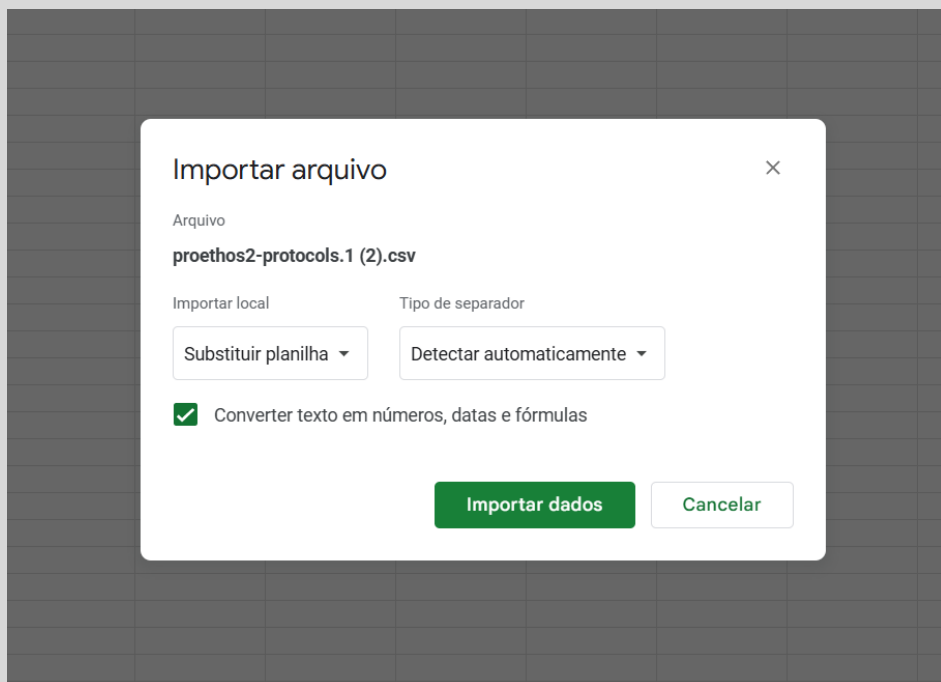 Importar arquivo
Arquivo
proethos2-protocols.1 (2).csv
Importar local
Tipo de separador
Substituir planilha
Detectar automaticamente
Converter texto em números, datas e fórmulas
Importar dados
Cancelar